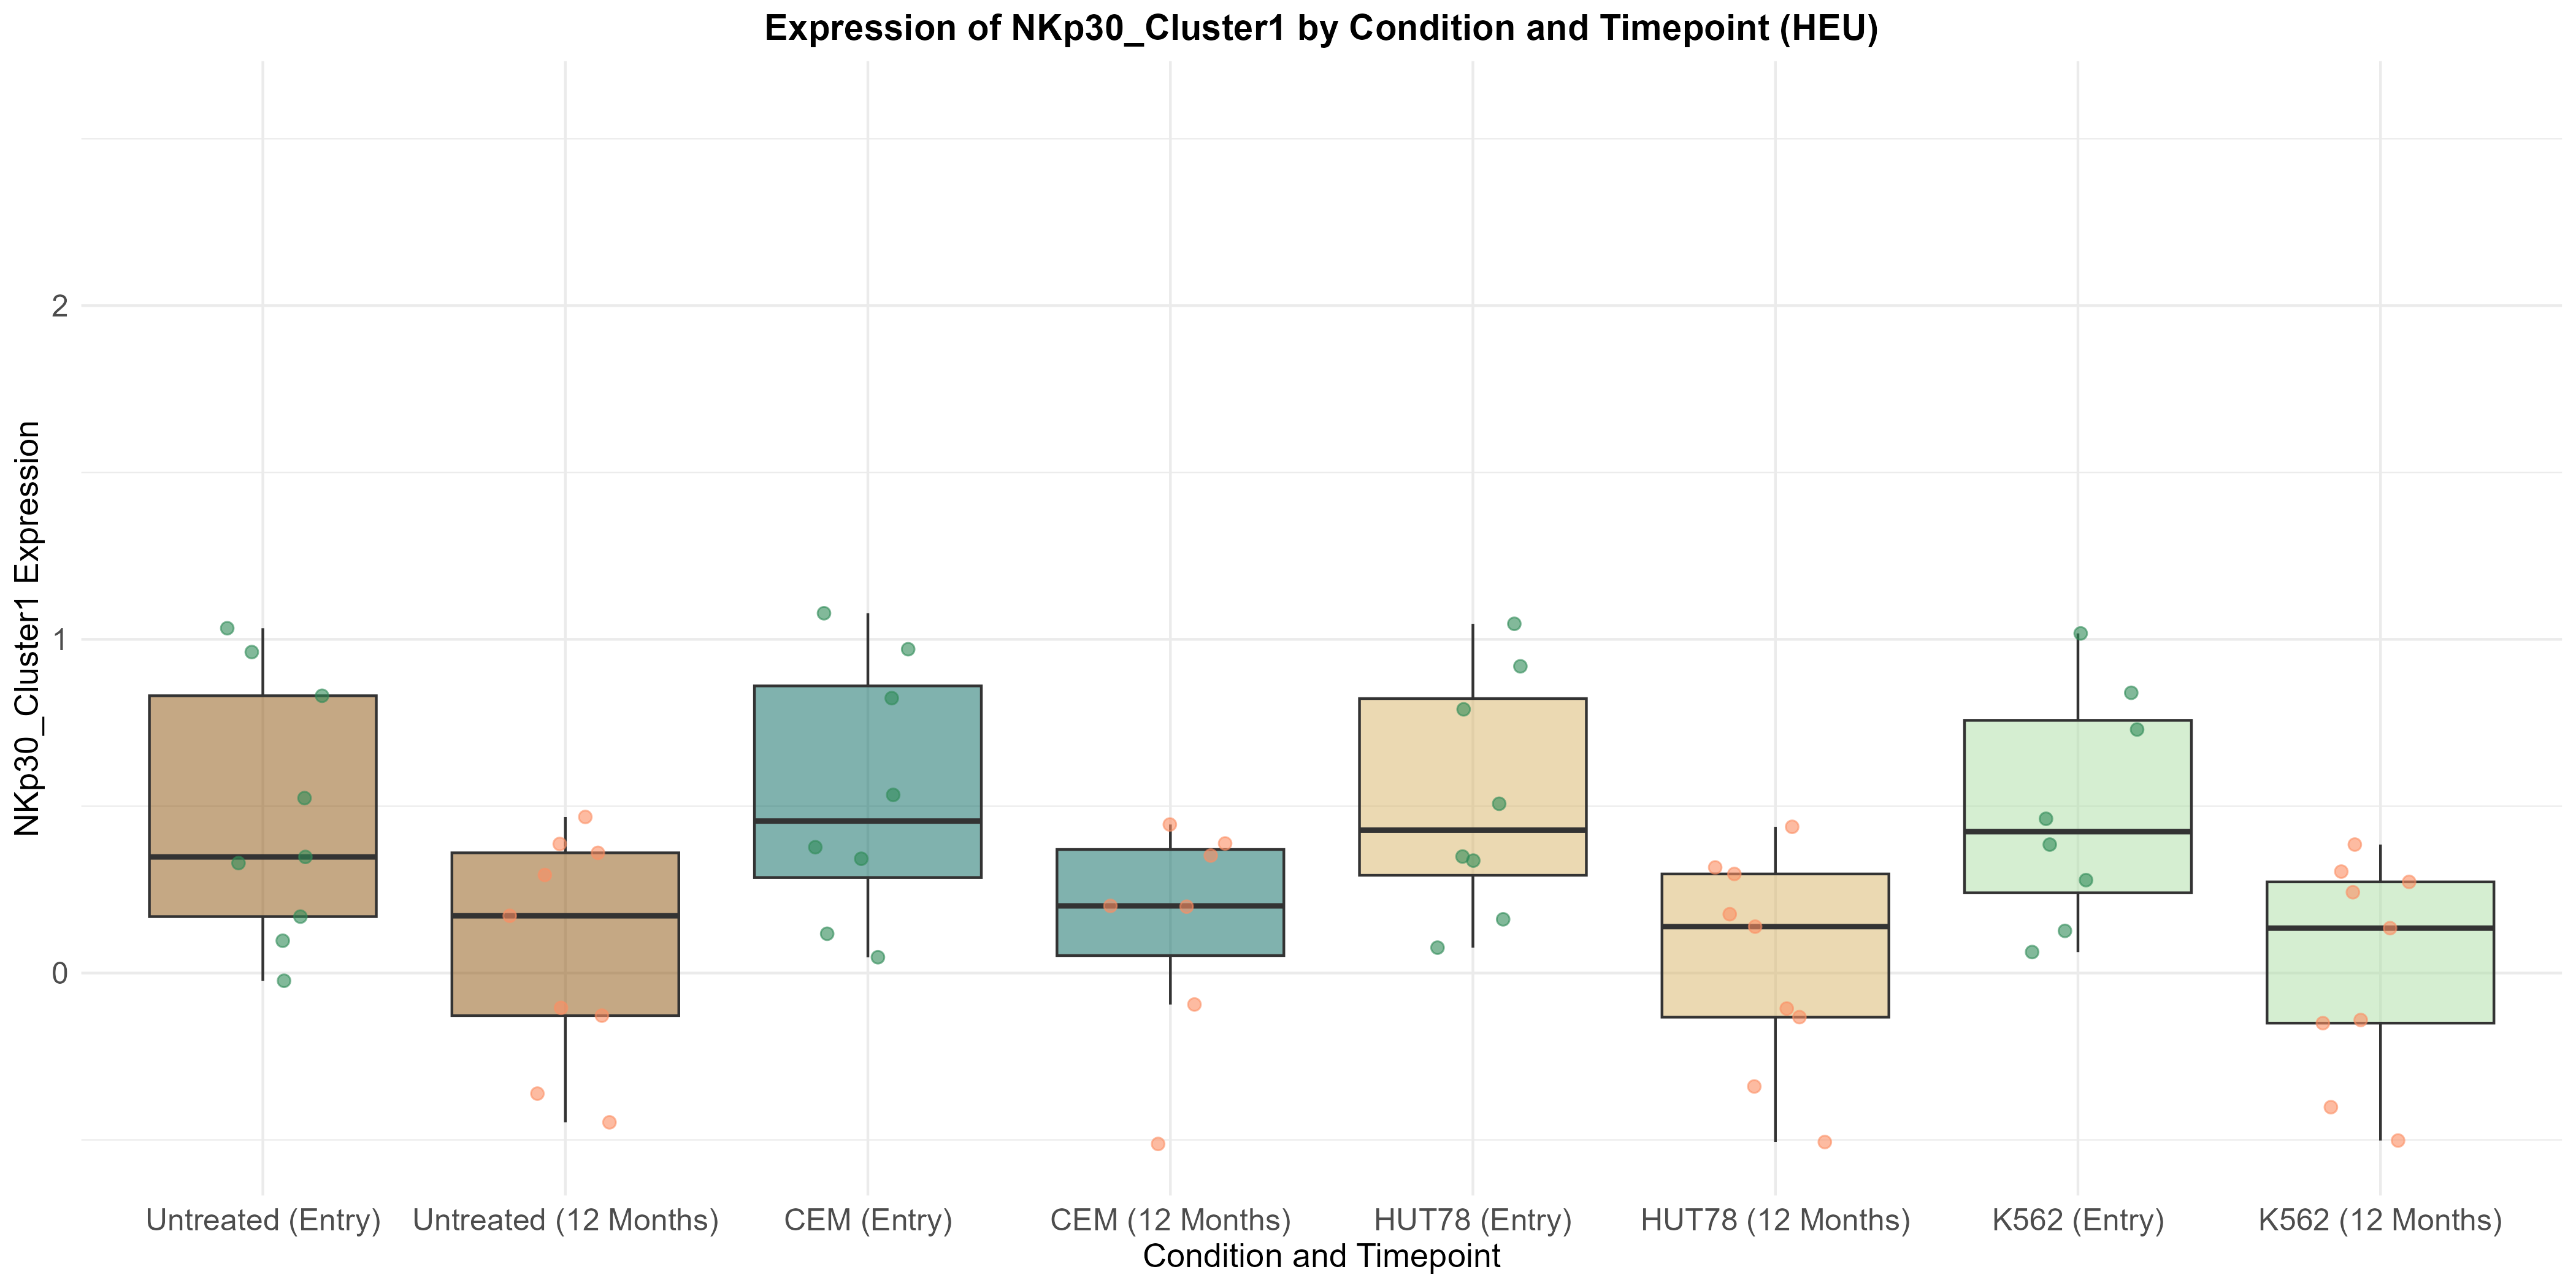 Expression of NKp30_Cluster1 by Condition and Timepoint (HEU)
NKp30_Cluster1 Expression
2
1
0
Untreated (Entry) Untreated (12 Months) CEM (Entry) CEM (12 Months) HUT78 (Entry) HUT78 (12 Months) K562 (Entry) K562 (12 Months)
Condition and Timepoint